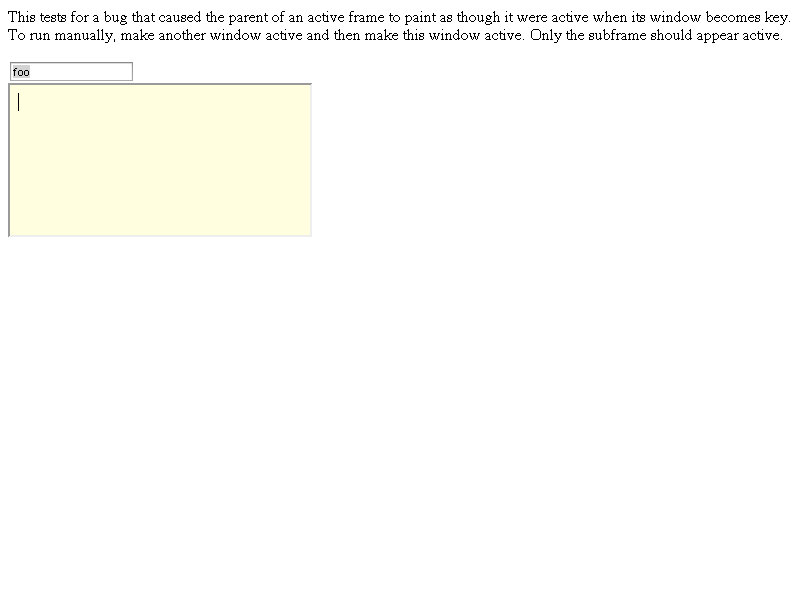 This tests for a bug that caused the parent of an active frame to paint as though it were active when its window becomes key.
To run manually, make another window active and then make this window active. Only the subframe should appear active.
foo